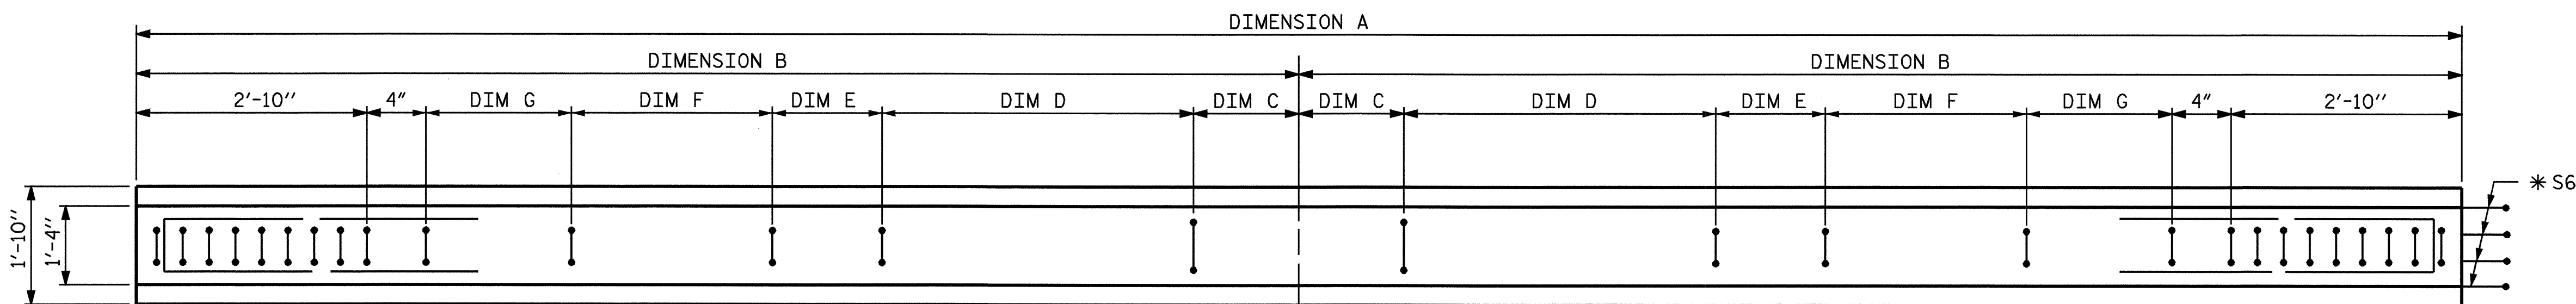 DIMENSION A
DIMENSION B DIMENSION B
2'-10'' 4'' DIM G DIM F DIM E DIM D DIM C DIM C DIM D DIM E DIM F DIM G 4'' 2'-10''
✳ S6
1'-10''
1'-4''